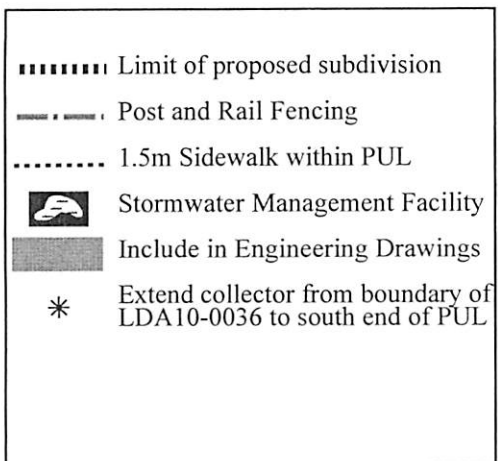 Limit of proposed subdivision
Post and Rail Fencing
1.5m Sidewalk within PUL
Stormwater Management Facility
Include in Engineering Drawings
Extend collector from boundary of
LDA10-0036 to south end of PUL